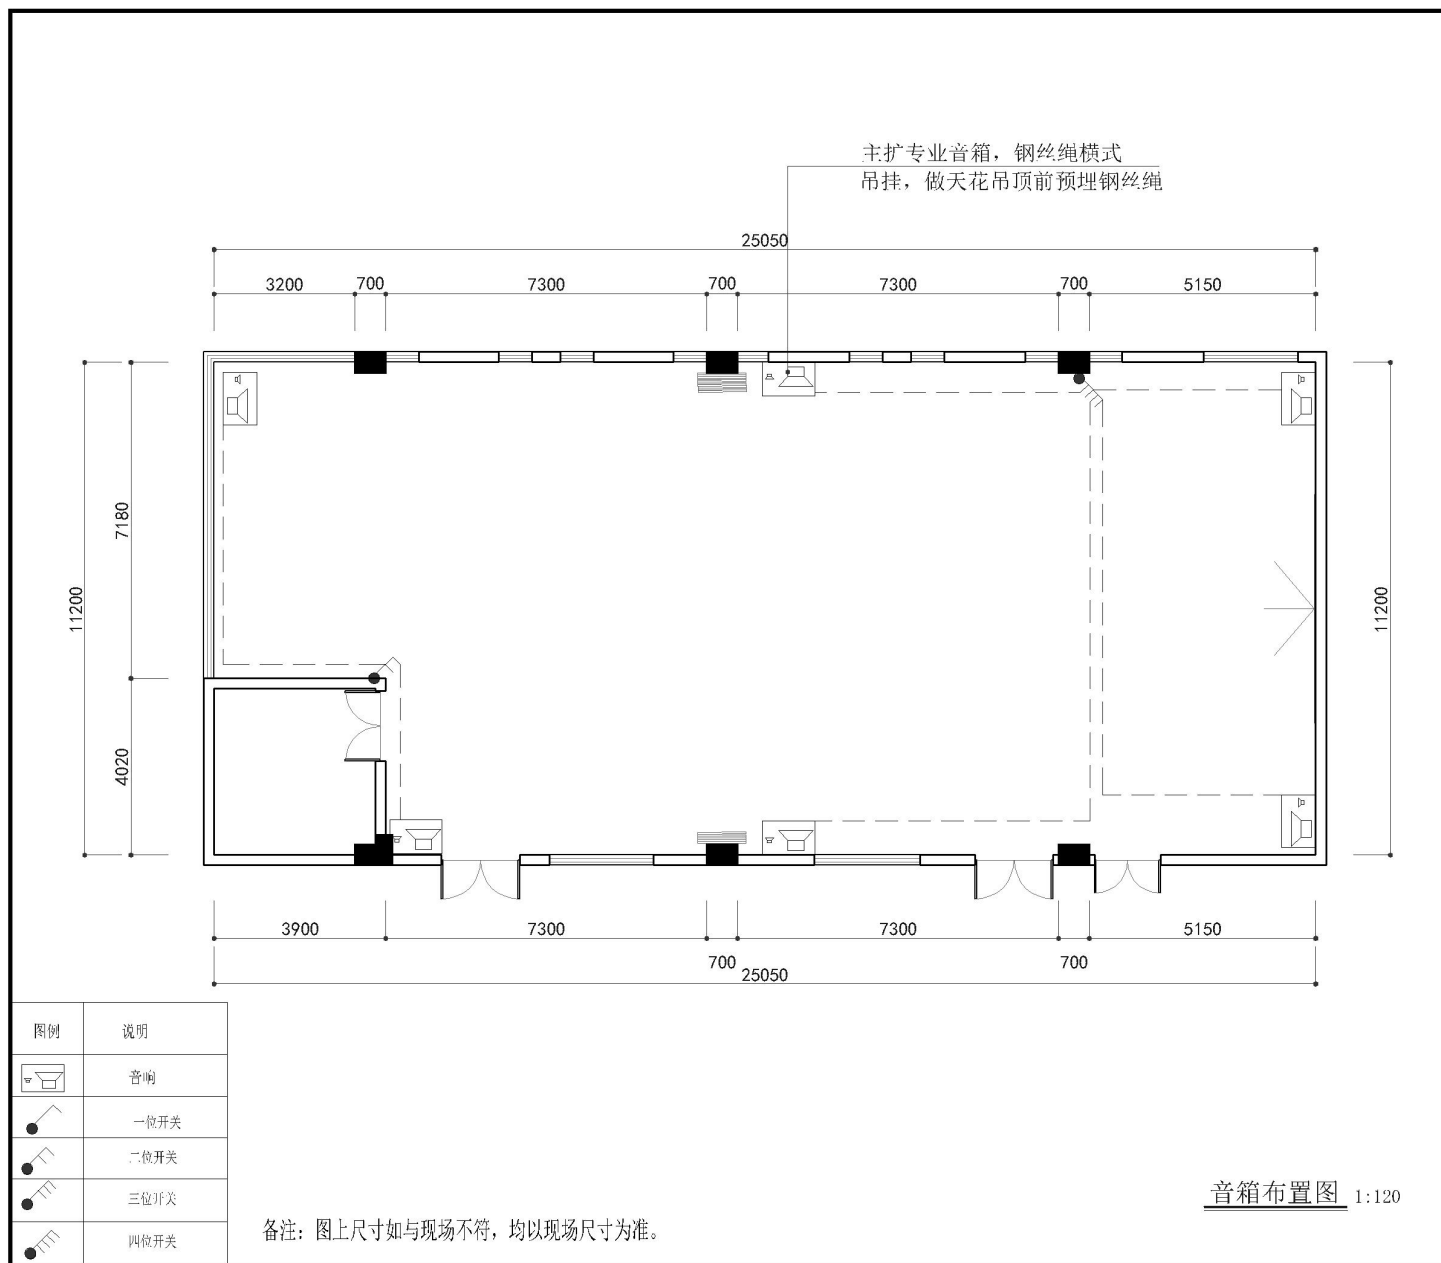 主扩专业音箱，钢丝绳横式
吊挂，做天花吊顶前预埋钢丝绳
25050
3200
700
7300
700
7300
700
5150
7180
11200
4020
11200
3900
7300
7300
5150
700
700
25050
图例 说明
音响
一位开关
二位开关
三位开关
四位开关
备注：图上尺寸如与现场不符，均以现场尺寸为准。
音箱布置图 1:120